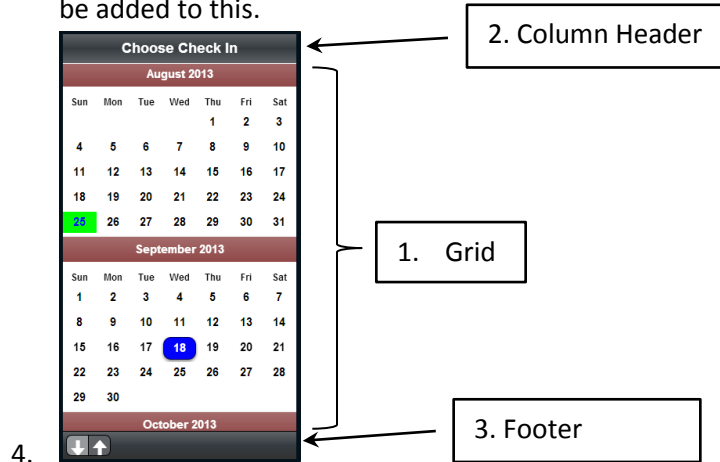 be added to this.
Choose Check In
2. Column Header
August 2013
Sun Mon Tue Wed Thu Fri Sat
1 2 3
4 5 6 7 8 9 10
11 12 13 14 15 16 17
18 19 20 21 22 23 24
25 26 27 28 29 30 31
1. Grid
September 2013
Sun Mon Tue Wed Thu Fri Sat
1 2 3 4 5 6 7
8 9 10 11 12 13 14
15 16 17 18 19 20 21
22 23 24 25 26 27 28
29 30
October 2013
3. Footer
4.